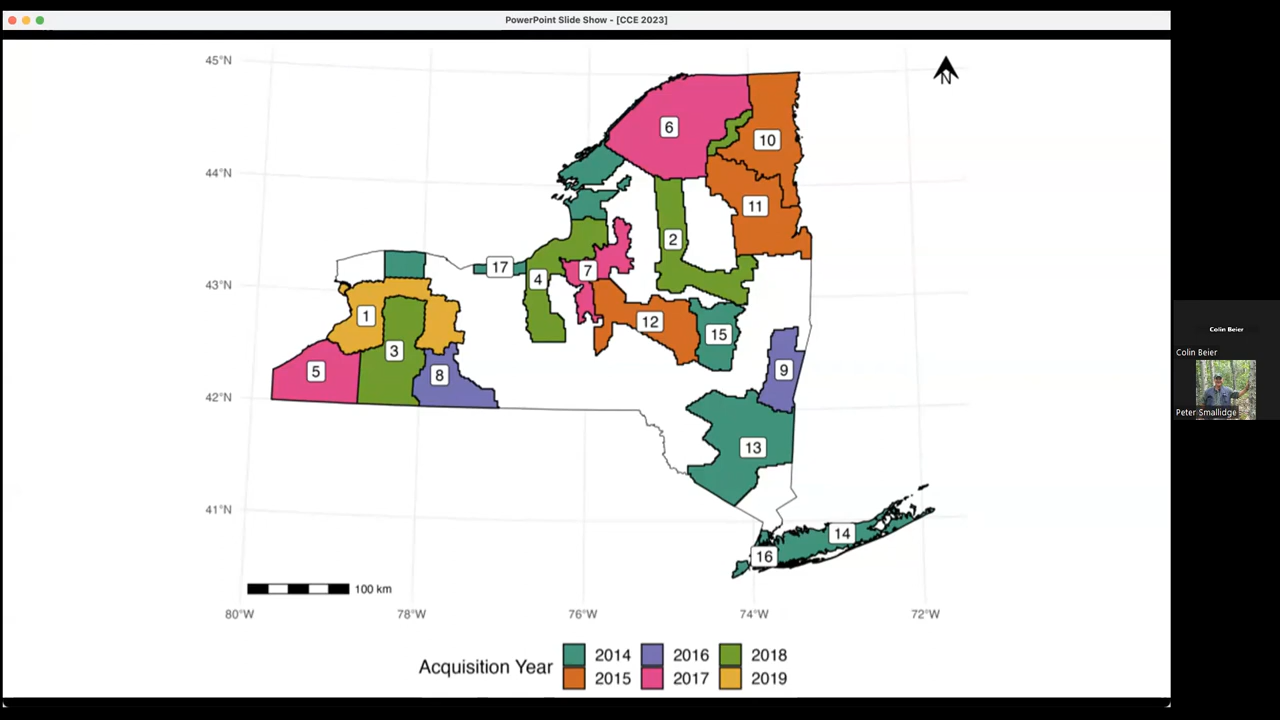 PowerPoint Slide Show - [CCE 2023]
45°N
N
6
10
44°N
11
2
17
7
43°N
4
1
12
15
3
5
8
9
42°N
13
41°N
14
16
100 km
80°W
78°W
76°W
74°W
72°W
Acquisition Year
2014
2016
2018
2015
2017
2019
Colin Beier
Colin Beier
Peter Smallidge